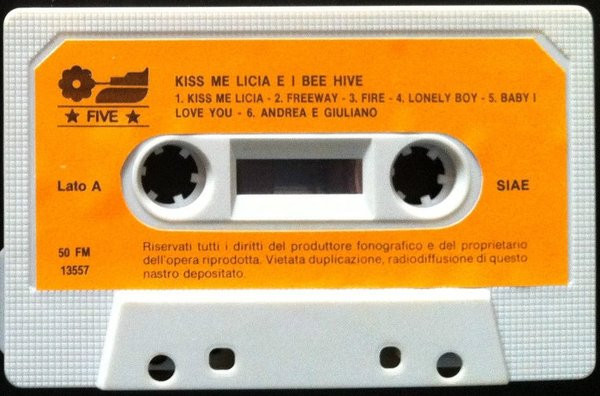 KISS ME LICIA E I BEE HIVE
1. KISS ME LICIA - 2. FREEWAY - 3. FIRE - 4. LONELY BOY - 5. BABY I
LOVE YOU - 6. ANDREA E GIULIANO
★ FIVE ★
Lato A
SIAE
50 FM
13557
Riservati tutti i diritti del produttore fonografico e del proprietario
dell'opera riprodotta. Vietata duplicazione, radiodiffusione di questo
nastro depositato.